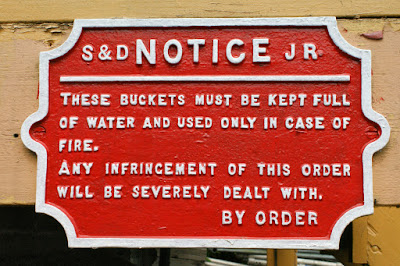 S&D NOTICE JR
THESE BUCKETS MUST BE KEPT FULL
OF WATER AND USED ONLY IN CASE OF
FIRE.
ANY INFRINCEMENT OF THIS ORDER
WILL BE SEVERELY DEALT WITH.
BY ORDER